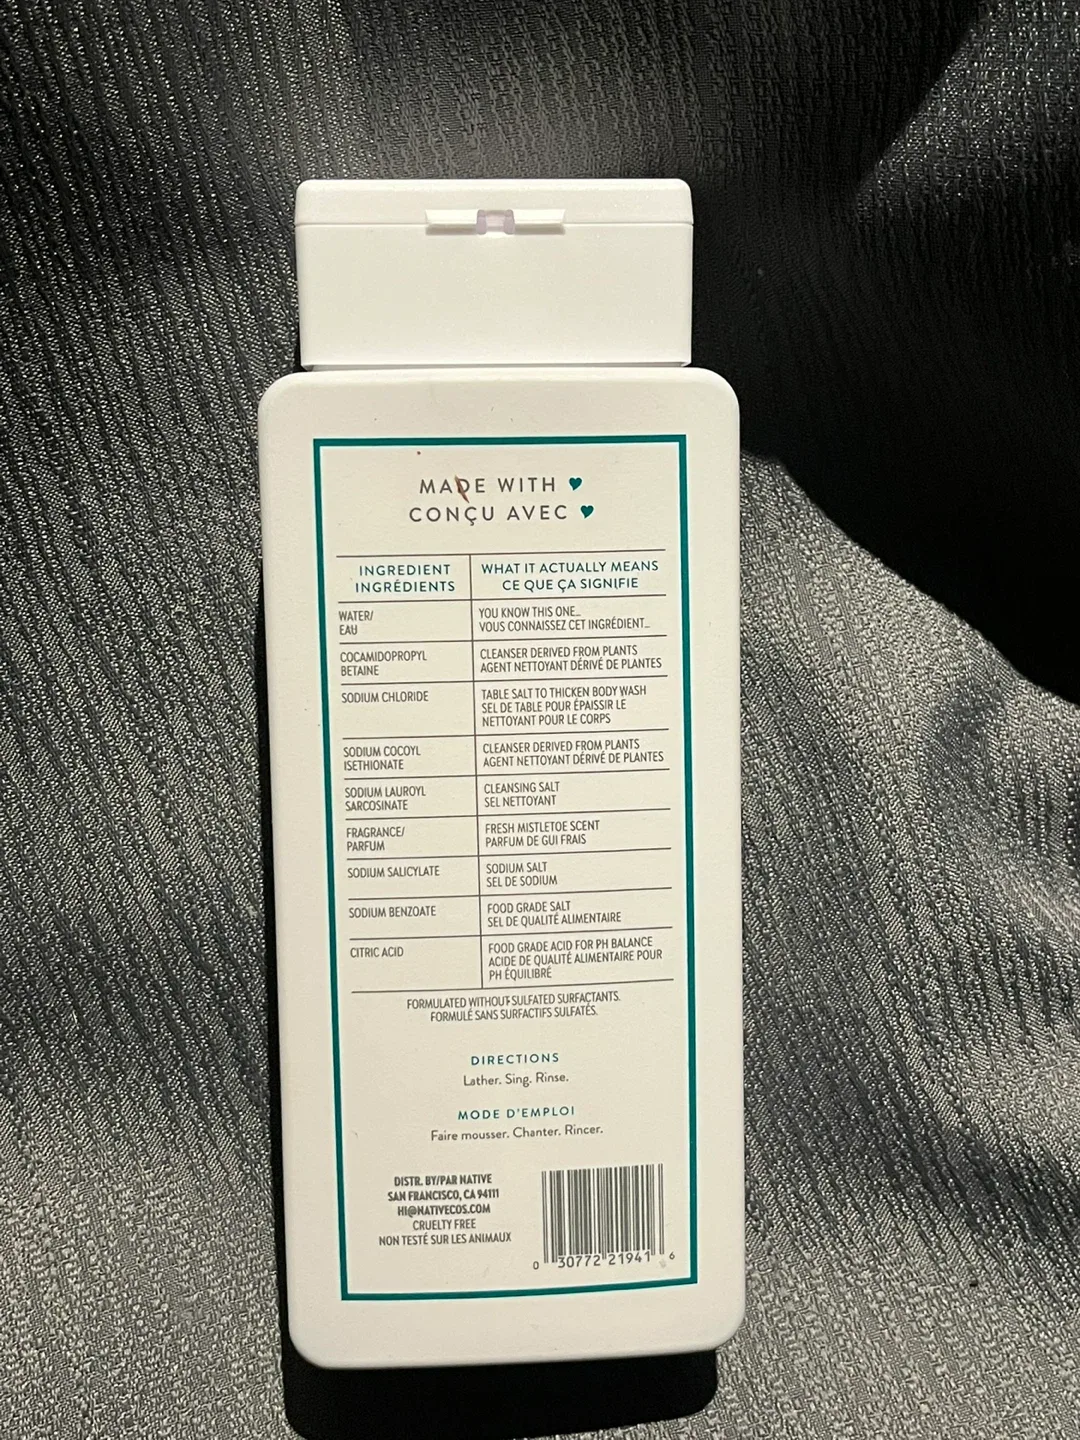 MADE WITH ♥
CONÇU AVEC ♥
INGREDIENT
INGRÉDIENTS
WHAT IT ACTUALLY MEANS
CE QUE ÇA SIGNIFIE
WATER/
EAU
YOU KNOW THIS ONE...
VOUS CONNAISSEZ CET INGRÉDIENT...
COCAMIDOPROPYL
BETAINE
CLEANSER DERIVED FROM PLANTS
AGENT NETTOYANT DÉRIVÉ DE PLANTES
SODIUM CHLORIDE
TABLE SALT TO THICKEN BODY WASH
SEL DE TABLE POUR ÉPAISSIR LE
NETTOYANT POUR LE CORPS
SODIUM COCOYL
ISETHIONATE
CLEANSER DERIVED FROM PLANTS
AGENT NETTOYANT DÉRIVÉ DE PLANTES
SODIUM LAUROYL
SARCOSINATE
CLEANSING SALT
SEL NETTOYANT
FRAGRANCE/
PARFUM
FRESH MISTLETOE SCENT
PARFUM DE GUI FRAIS
SODIUM SALICYLATE
SODIUM SALT
SEL DE SODIUM
SODIUM BENZOATE
FOOD GRADE SALT
SEL DE QUALITÉ ALIMENTAIRE
CITRIC ACID
FOOD GRADE ACID FOR PH BALANCE
ACIDE DE QUALITÉ ALIMENTAIRE POUR
PH ÉQUILIBRÉ
FORMULATED WITHOUT SULFATED SURFACTANTS.
FORMULÉ SANS SURFACTIFS SULFATÉS.
DIRECTIONS
Lather. Sing. Rinse.
MODE D'EMPLOI
Faire mousser. Chanter. Rincer.
DISTR. BY/PAR NATIVE
SAN FRANCISCO, CA 94111
HI@NATIVECOS.COM
CRUELTY FREE
NON TESTÉ SUR LES ANIMAUX
0 30772 21941 6